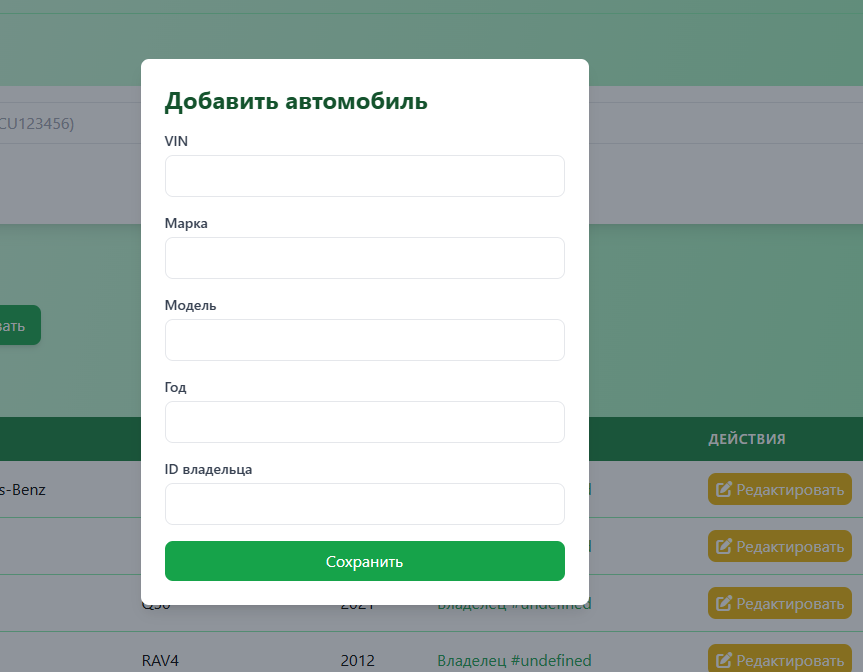 Добавить автомобиль
CU123456)
VIN
Марка
Модель
Год
ID владельца
Сохранить
ДЕЙСТВИЯ
s-Benz
Редактировать
Редактировать
Q50 2021 Владелец #undefined Редактировать
RAV4 2012 Владелец #undefined Редактировать